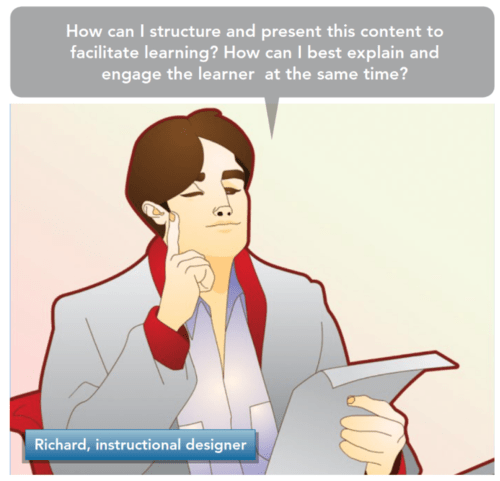 How can I structure and present this content to
facilitate learning? How can I best explain and
engage the learner at the same time?
Richard, instructional designer